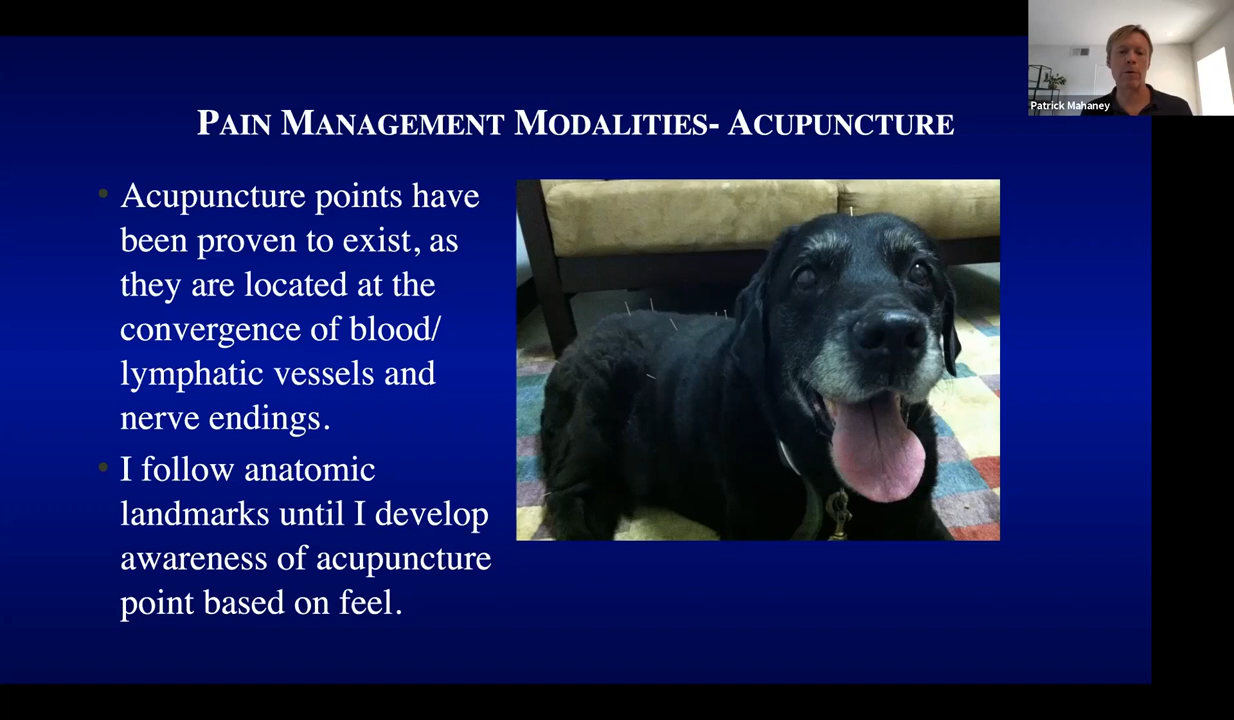 Patrick Mahaney
PAIN MANAGEMENT MODALITIES- ACUPUNCTURE
• Acupuncture points have
been proven to exist, as
they are located at the
convergence of blood/
lymphatic vessels and
nerve endings.
• I follow anatomic
landmarks until I develop
awareness of acupuncture
point based on feel.